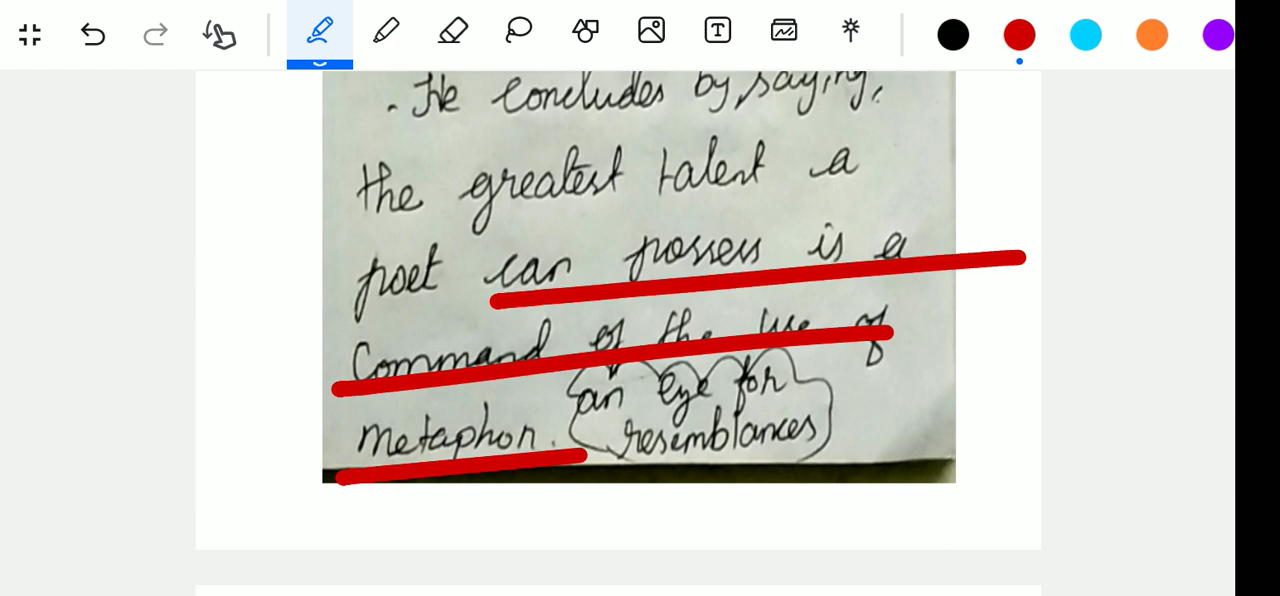 . He concludes by, saying,
the greatest talent a
poet can possess is a
Command of the use of
metaphor. (an eye for
resemblances)